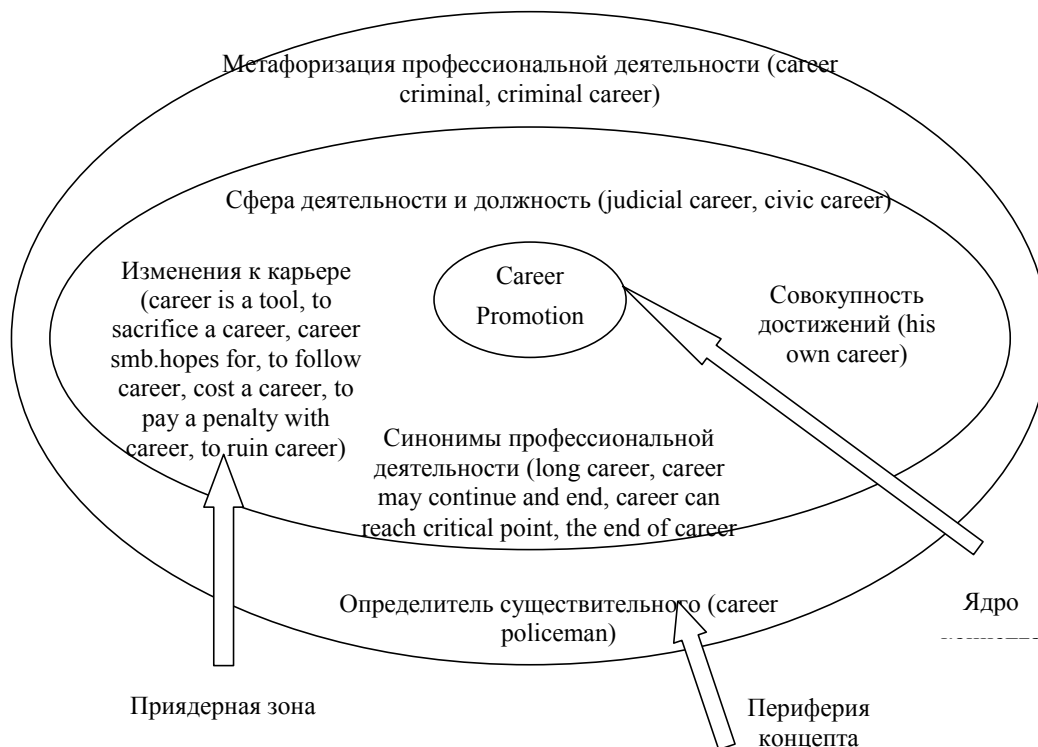 Метафоризация профессиональной деятельности (career
criminal, criminal career)
Сфера деятельности и должность (judicial career, civic career)
Изменения к карьере
(career is a tool, to
sacrifice a career, career
smb.hopes for, to follow
career, cost a career, to
pay a penalty with
career, to ruin career)
Career
Promotion
Совокупность
достижений (his
own career)
Синонимы профессиональной
деятельности (long career, career
may continue and end, career can
reach critical point, the end of career
Определитель существительного (career
policeman)
Ядро
Приядерная зона
Периферия
концепта